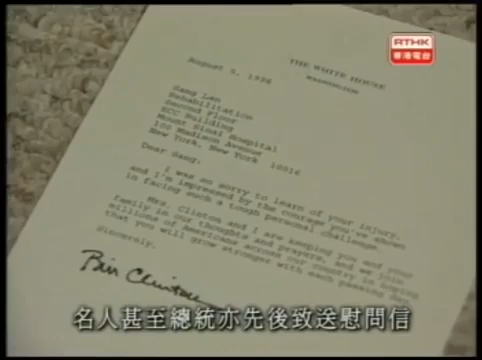 RTHK
香港電台
THE WHITE HOUSE
WASHINGTON
August 5, 1998
Sang Lan
Rehabilitation
Second Floor
ECC Building
Mount Sinai Hospital
100 Madison Avenue
New York, New York 10016
Dear Sang:
I was so sorry to learn of your injury,
and I'm impressed by the courage you've shown
in facing such a tough personal challenge.
Mrs. Clinton and I are keeping you and your
family in our thoughts and prayers, and we join
millions of Americans across our country in hoping
that you will grow stronger with each passing day.
Sincerely,
Bill Clinton
名人甚至總統亦先後致送慰問信